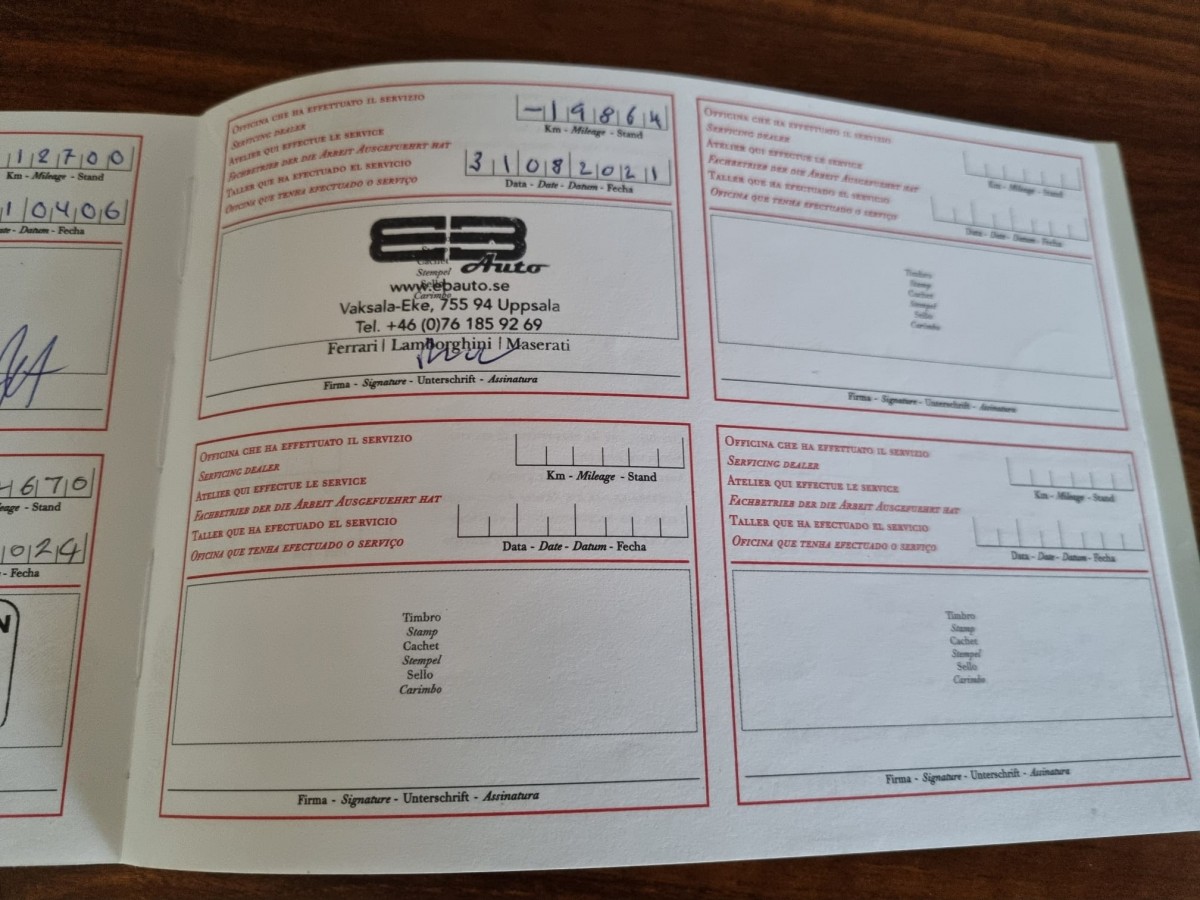 12700
Km - Mileage - Stand
10406
Datum - Fecha
4670
Stand
024
- Fecha
N
OFFICINA CHE HA EFFETTUATO IL SERVIZIO
SERVICING DEALER
ATELIER QUI EFFECTUE LE SERVICE
FACHBETRIEB DER DIE ARBEIT AUSGEFUEHRT HAT
TALLER QUE HA EFECTUADO EL SERVICIO
OFICINA QUE TENHA EFECTUADO O SERVIÇO
-19864
Km - Mileage - Stand
31082021
Data - Date - Datum - Fecha
EB
Auto
Cachet
Stempel
Sello
Carimbo
www.ebauto.se
Vaksala-Eke, 755 94 Uppsala
Tel. +46 (0)76 185 92 69
Ferrari | Lamborghini | Maserati
Firma - Signature - Unterschrift - Assinatura
OFFICINA CHE HA EFFETTUATO IL SERVIZIO
SERVICING DEALER
ATELIER QUI EFFECTUE LE SERVICE
FACHBETRIEB DER DIE ARBEIT AUSGEFUEHRT HAT
TALLER QUE HA EFECTUADO EL SERVICIO
OFICINA QUE TENHA EFECTUADO O SERVIÇO
Km - Mileage - Stand
Data - Date - Datum - Fecha
Timbro
Stamp
Cachet
Stempel
Sello
Carimbo
Firma - Signature - Unterschrift - Assinatura
OFFICINA CHE HA EFFETTUATO IL SERVIZIO
SERVICING DEALER
ATELIER QUI EFFECTUE LE SERVICE
FACHBETRIEB DER DIE ARBEIT AUSGEFUEHRT HAT
TALLER QUE HA EFECTUADO EL SERVICIO
OFICINA QUE TENHA EFECTUADO O SERVIÇO
Km - Mileage - Stand
Data - Date - Datum - Fecha
Timbro
Stamp
Cachet
Stempel
Sello
Carimbo
Firma - Signature - Unterschrift - Assinatura
OFFICINA CHE HA EFFETTUATO IL SERVIZIO
SERVICING DEALER
ATELIER QUI EFFECTUE LE SERVICE
FACHBETRIEB DER DIE ARBEIT AUSGEFUEHRT HAT
TALLER QUE HA EFECTUADO EL SERVICIO
OFICINA QUE TENHA EFECTUADO O SERVIÇO
Km - Mileage - Stand
Data - Date - Datum - Fecha
Timbro
Stamp
Cachet
Stempel
Sello
Carimbo
Firma - Signature - Unterschrift - Assinatura